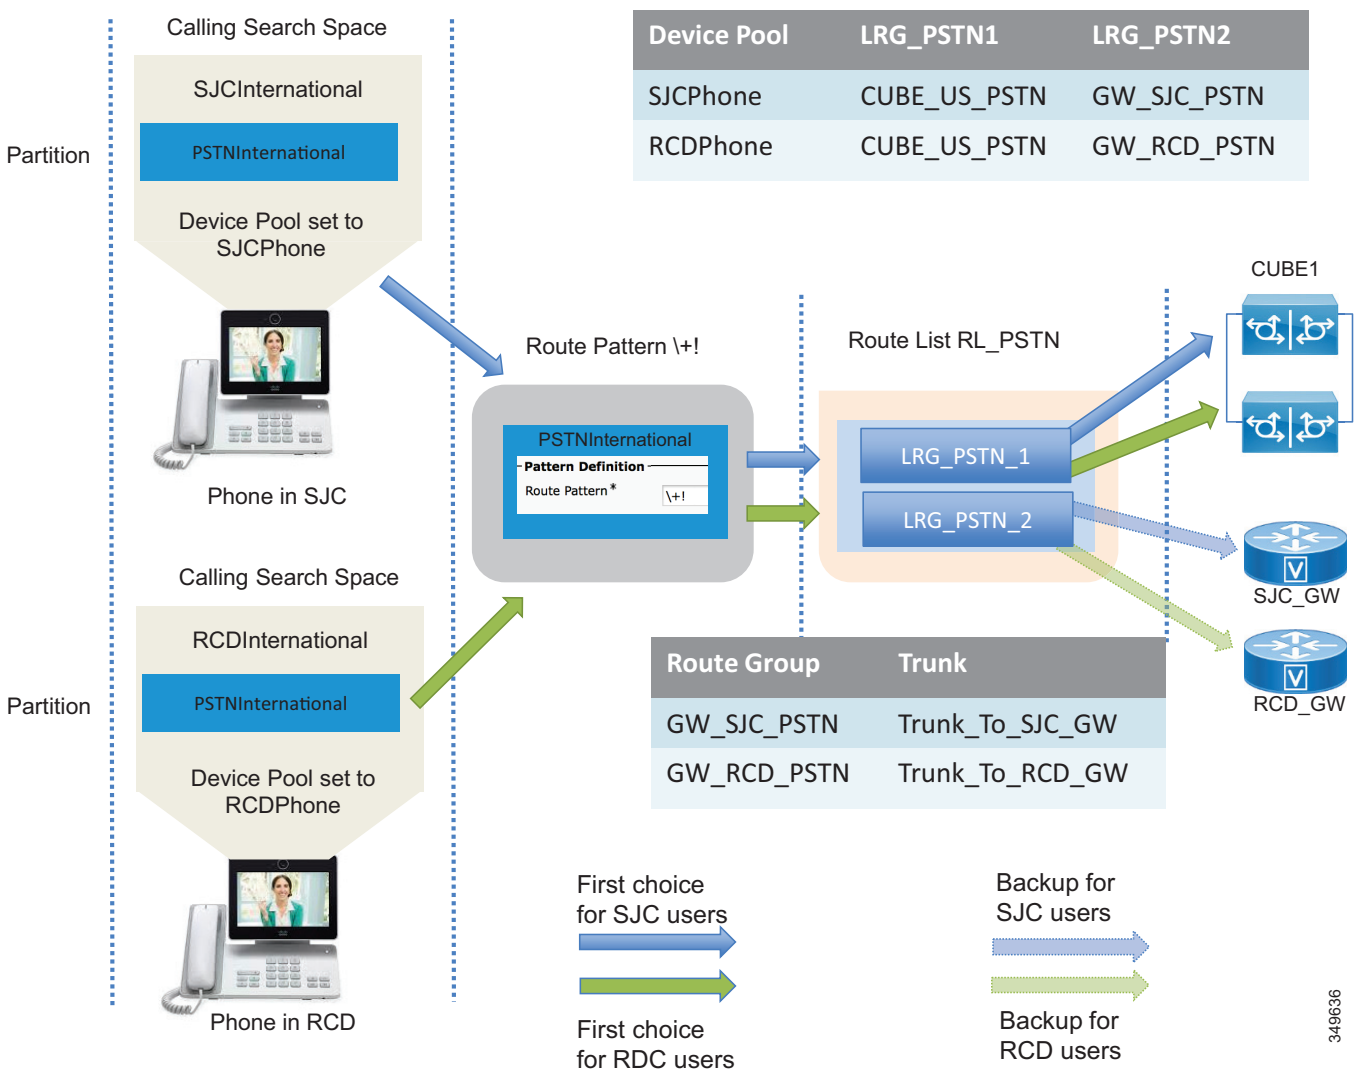 Calling Search Space
SJCInternational
Partition
PSTNInternational
Device Pool set to
SJCPhone
Phone in SJC
Calling Search Space
RCDInternational
Partition
PSTNInternational
Device Pool set to
RCDPhone
Phone in RCD
Device Pool LRG_PSTN1 LRG_PSTN2
SJCPhone CUBE_US_PSTN GW_SJC_PSTN
RCDPhone CUBE_US_PSTN GW_RCD_PSTN
Route Pattern \+!
PSTNInternational
Pattern Definition
Route Pattern * \+!
Route List RL_PSTN
LRG_PSTN_1
LRG_PSTN_2
CUBE1
V
SJC_GW
V
RCD_GW
Route Group Trunk
GW_SJC_PSTN Trunk_To_SJC_GW
GW_RCD_PSTN Trunk_To_RCD_GW
First choice
for SJC users
First choice
for RDC users
Backup for
SJC users
Backup for
RCD users
349636